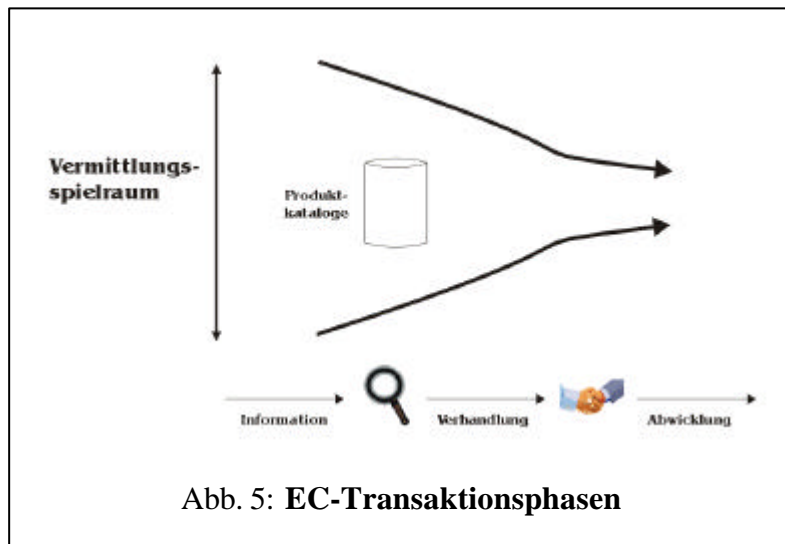 Vermittlungs-
spielraum
Produkt-
kataloge
Information
Verhandlung
Abwicklung
Abb. 5: EC-Transaktionsphasen